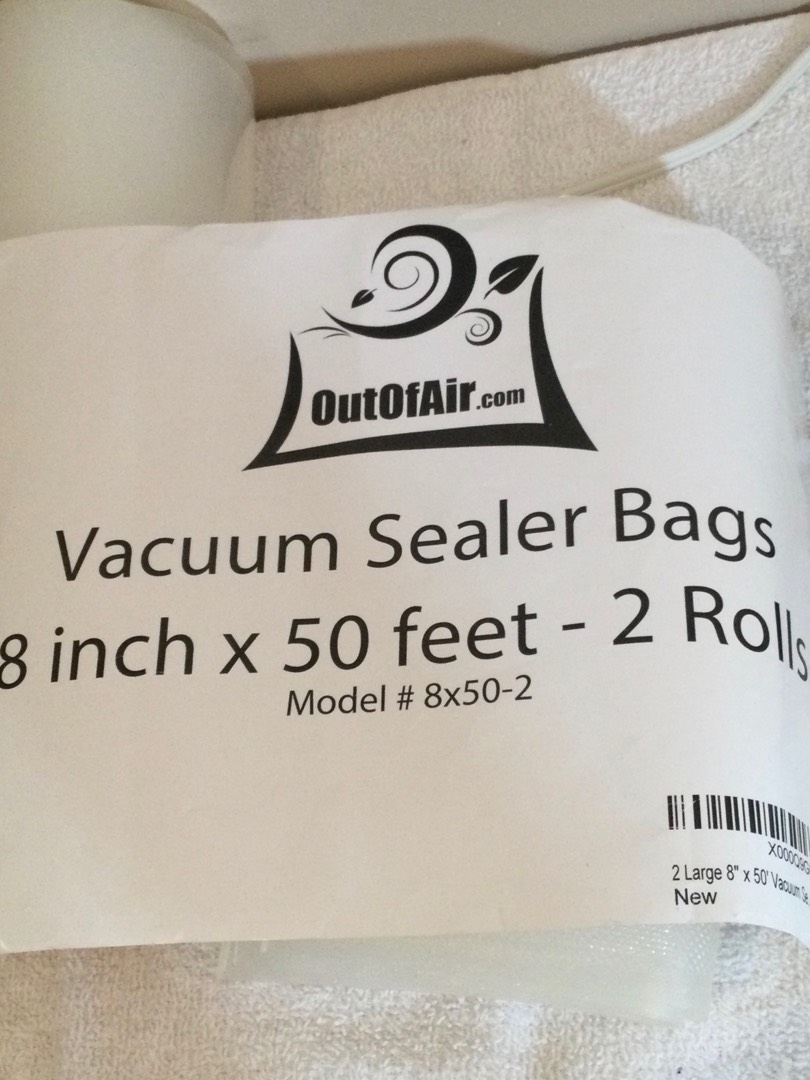 OutOfAir.com
Vacuum Sealer Bags
8 inch x 50 feet - 2 Rolls
Model # 8x50-2
2 Large 8" x 50' Vacuum
New